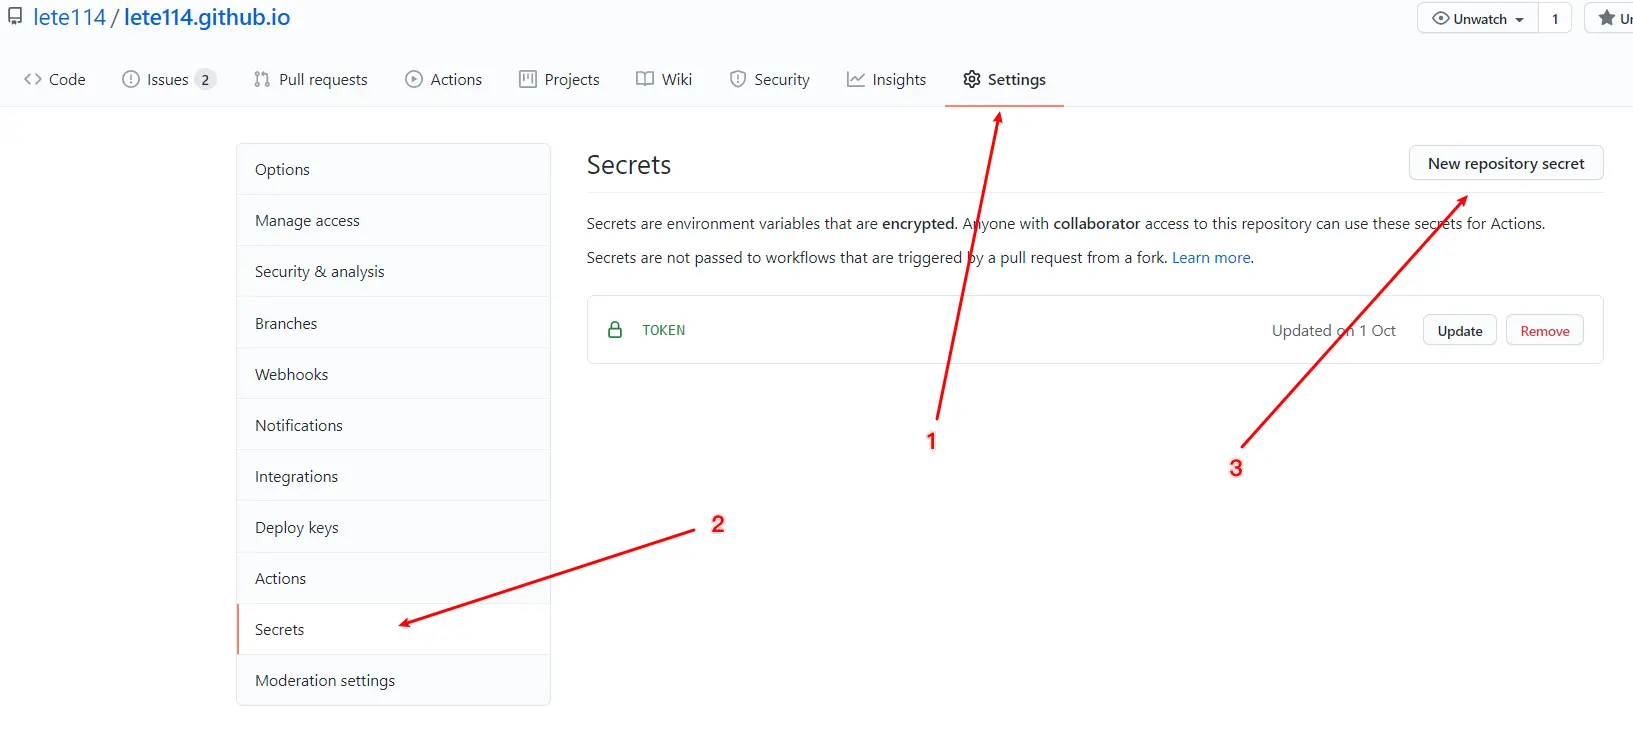 lete114 / lete114.github.io
Unwatch 1
Code Issues 2 Pull requests Actions Projects Wiki Security Insights Settings
Options
Manage access
Security & analysis
Branches
Webhooks
Notifications
Integrations
Deploy keys
Actions
Secrets
Moderation settings
Secrets
New repository secret
Secrets are environment variables that are encrypted. Anyone with collaborator access to this repository can use these secrets for Actions.
Secrets are not passed to workflows that are triggered by a pull request from a fork. Learn more.
TOKEN Updated on 1 Oct Update Remove
1
3
2